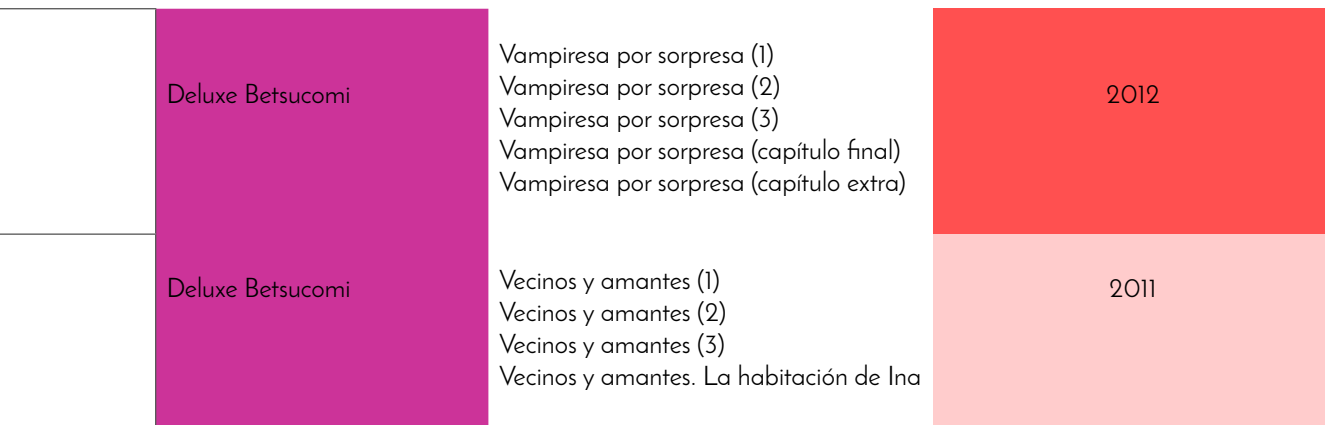 Deluxe Betsucomi
Vampiresa por sorpresa (1)
Vampiresa por sorpresa (2)
Vampiresa por sorpresa (3)
Vampiresa por sorpresa (capítulo final)
Vampiresa por sorpresa (capítulo extra)
2012
Deluxe Betsucomi
Vecinos y amantes (1)
Vecinos y amantes (2)
Vecinos y amantes (3)
Vecinos y amantes. La habitación de Ina
2011